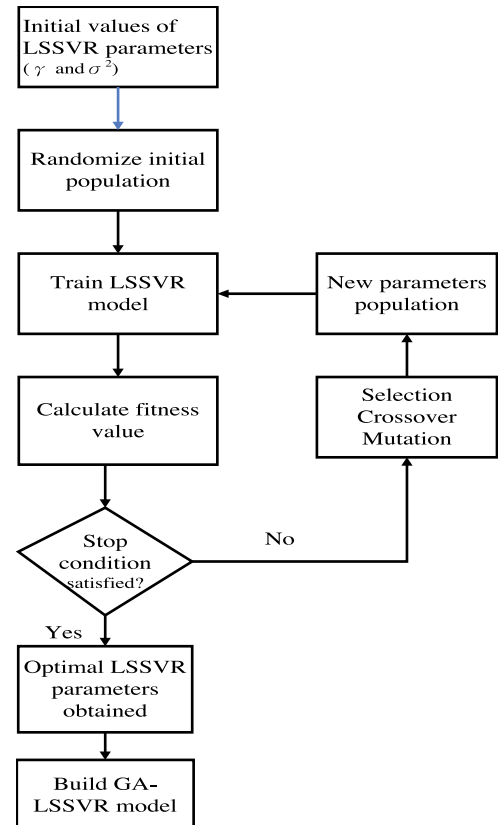 Initial values of
LSSVR parameters
( γ and σ²)
Randomize initial
population
Train LSSVR
model
New parameters
population
Calculate fitness
value
Selection
Crossover
Mutation
Stop
condition
satisfied?
No
Yes
Optimal LSSVR
parameters
obtained
Build GA-
LSSVR model